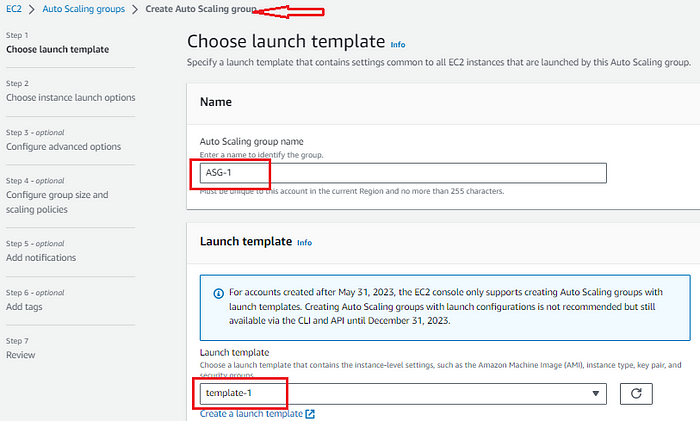 EC2 > Auto Scaling groups > Create Auto Scaling group
Step 1
Choose launch template
Step 2
Choose instance launch options
Step 3 - optional
Configure advanced options
Step 4 - optional
Configure group size and
scaling policies
Step 5 - optional
Add notifications
Step 6 - optional
Add tags
Step 7
Review
Choose launch template Info
Specify a launch template that contains settings common to all EC2 instances that are launched by this Auto Scaling group.
Name
Auto Scaling group name
Enter a name to identify the group.
ASG-1
Must be unique to this account in the current Region and no more than 255 characters.
Launch template Info
For accounts created after May 31, 2023, the EC2 console only supports creating Auto Scaling groups with
launch templates. Creating Auto Scaling groups with launch configurations is not recommended but still
available via the CLI and API until December 31, 2023.
Launch template
Choose a launch template that contains the instance-level settings, such as the Amazon Machine Image (AMI), instance type, key pair, and
security groups.
template-1
Create a launch template